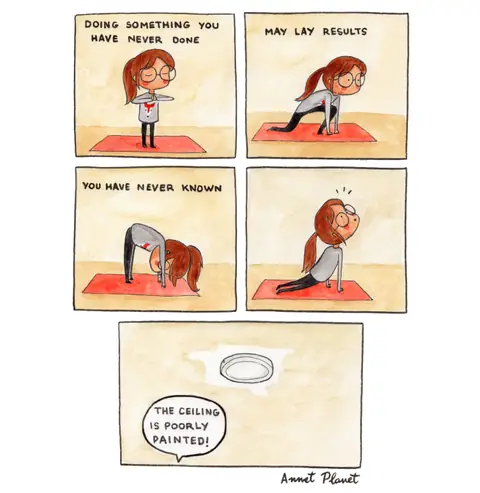 DOING SOMETHING YOU
HAVE NEVER DONE
MAY LAY RESULTS
YOU HAVE NEVER KNOWN
THE CEILING
IS POORLY
PAINTED!
Annet Planet